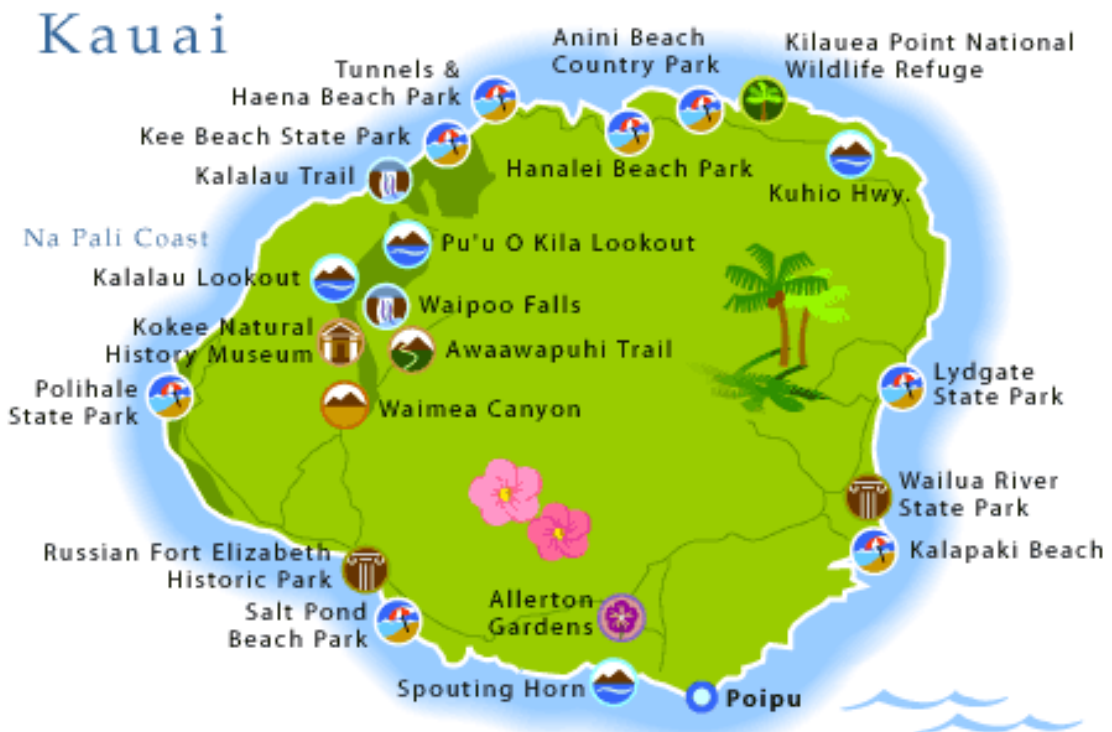 Kauai
Anini Beach
Country Park
Kilauea Point National
Wildlife Refuge
Tunnels &
Haena Beach Park
Kee Beach State Park
Hanalei Beach Park
Kalalau Trail
Kuhio Hwy.
Na Pali Coast
Pu'u O Kila Lookout
Kalalau Lookout
Waipoo Falls
Kokee Natural
History Museum
Awaawapuhi Trail
Polihale
State Park
Lydgate
State Park
Waimea Canyon
Wailua River
State Park
Russian Fort Elizabeth
Historic Park
Kalapaki Beach
Salt Pond
Beach Park
Allerton
Gardens
Spouting Horn
Poipu